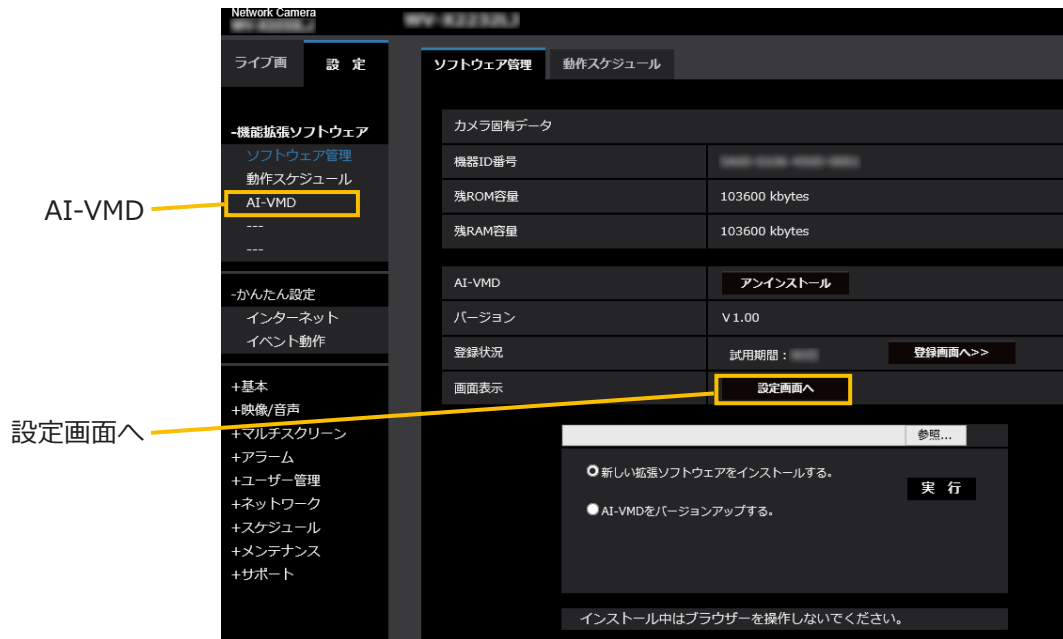 Network Camera
ライブ画
設 定
ソフトウェア管理
動作スケジュール
-機能拡張ソフトウェア
ソフトウェア管理
動作スケジュール
AI-VMD
---
---
-かんたん設定
インターネット
イベント動作
+基本
+映像/音声
+マルチスクリーン
+アラーム
+ユーザー管理
+ネットワーク
+スケジュール
+メンテナンス
+サポート
AI-VMD
設定画面へ
カメラ固有データ
機器ID番号
残ROM容量 103600 kbytes
残RAM容量 103600 kbytes
AI-VMD アンインストール
バージョン V1.00
登録状況 試用期間: 登録画面へ>>
画面表示 設定画面へ
参照...
新しい拡張ソフトウェアをインストールする。
実 行
AI-VMDをバージョンアップする。
インストール中はブラウザーを操作しないでください。